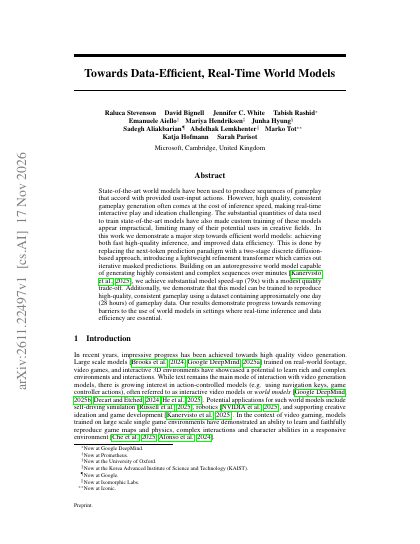 Towards Data-Efficient, Real-Time World Models
Raluca Stevenson David Bignell Jennifer C. White Tabish Rashid*
Emanuele Aiello† Mariya Hendriksen‡ Junha Hyung§
Sadegh Aliakbarian¶ Abdelhak Lemkhenter‖ Marko Tot**
Katja Hofmann Sarah Parisot
Microsoft, Cambridge, United Kingdom
Abstract
State-of-the-art world models have been used to produce sequences of gameplay
that accord with provided user-input actions. However, high quality, consistent
gameplay generation often comes at the cost of inference speed, making real-time
interactive play and ideation challenging. The substantial quantities of data used
to train state-of-the-art models have also made custom training of these models
appear impractical, limiting many of their potential uses in creative fields.
In this work we demonstrate a major step towards efficient world models: achieving
both fast high-quality inference, and improved data efficiency. This is done by
replacing the next-token prediction paradigm with a two-stage discrete diffusion-
based approach, introducing a lightweight refinement transformer which carries out
iterative masked predictions. Building on an autoregressive world model capable
of generating highly consistent and complex sequences over minutes [Kanervisto
et al., 2025], we achieve substantial model speed-up (79x) with a modest quality
trade-off. Additionally, we demonstrate that this model can be trained to reproduce
high-quality, consistent gameplay using a dataset containing approximately one day
(28 hours) of gameplay data. Our results demonstrate progress towards removing
barriers to the use of world models in settings where real-time inference and data
efficiency are essential.
1 Introduction
In recent years, impressive progress has been achieved towards high quality video generation.
Large scale models [Brooks et al., 2024, Google DeepMind, 2025a] trained on real-world footage,
video games, and interactive 3D environments have showcased a potential to learn rich and complex
environments and interactions. While text remains the main mode of interaction with video generation
models, there is growing interest in action-controlled models (e.g. using navigation keys, game
controller actions), often referred to as interactive video models or world models [Google DeepMind,
2025b, Decart and Etched, 2024, He et al., 2025]. Potential applications for such world models include
self-driving simulation [Russell et al., 2025], robotics [NVIDIA et al., 2025], and supporting creative
ideation and game development [Kanervisto et al., 2025]. In the context of video gaming, models
trained on large scale single game environments have demonstrated an ability to learn and faithfully
reproduce game maps and physics, complex interactions and character abilities in a responsive
environment [Che et al., 2025, Alonso et al., 2024].
*Now at Google DeepMind.
†Now at Prometheus.
‡Now at the University of Oxford.
§Now at the Korea Advanced Institute of Science and Technology (KAIST).
¶Now at Google.
‖Now at Isomorphic Labs.
**Now at Iconic.
Preprint.
arXiv:2611.22497v1 [cs.AI] 17 Nov 2026